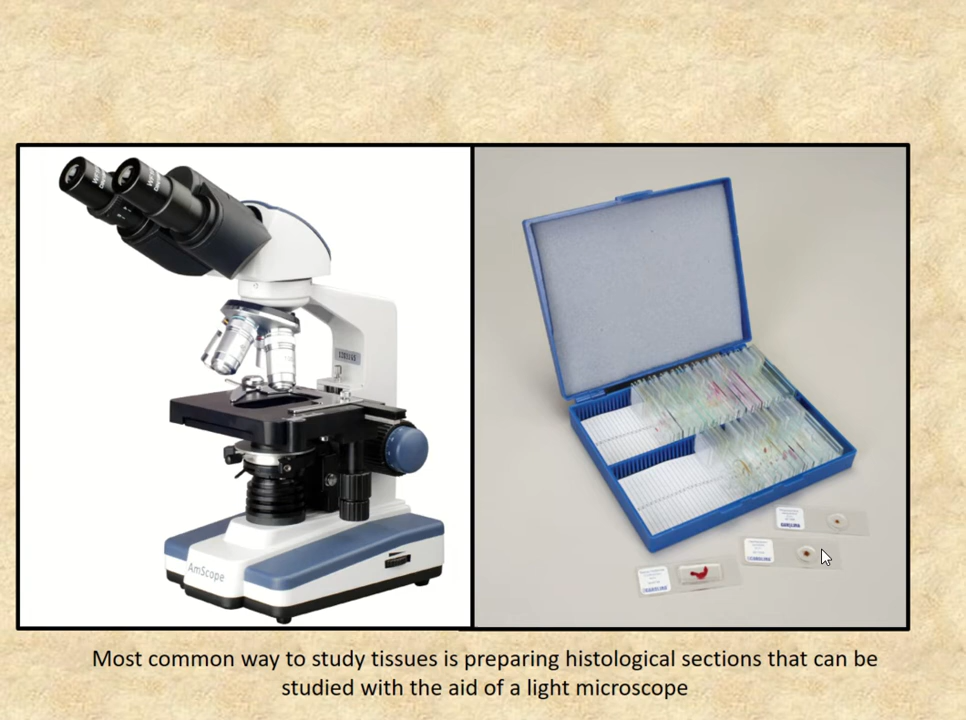 AmScope
Most common way to study tissues is preparing histological sections that can be
studied with the aid of a light microscope